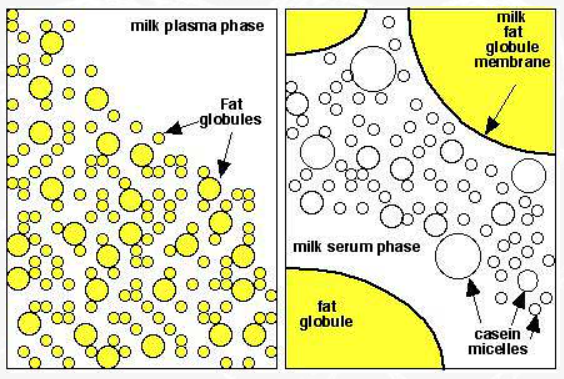 milk plasma phase
Fat
globules
milk
fat
globule
membrane
milk serum phase
fat
globule
casein
micelles